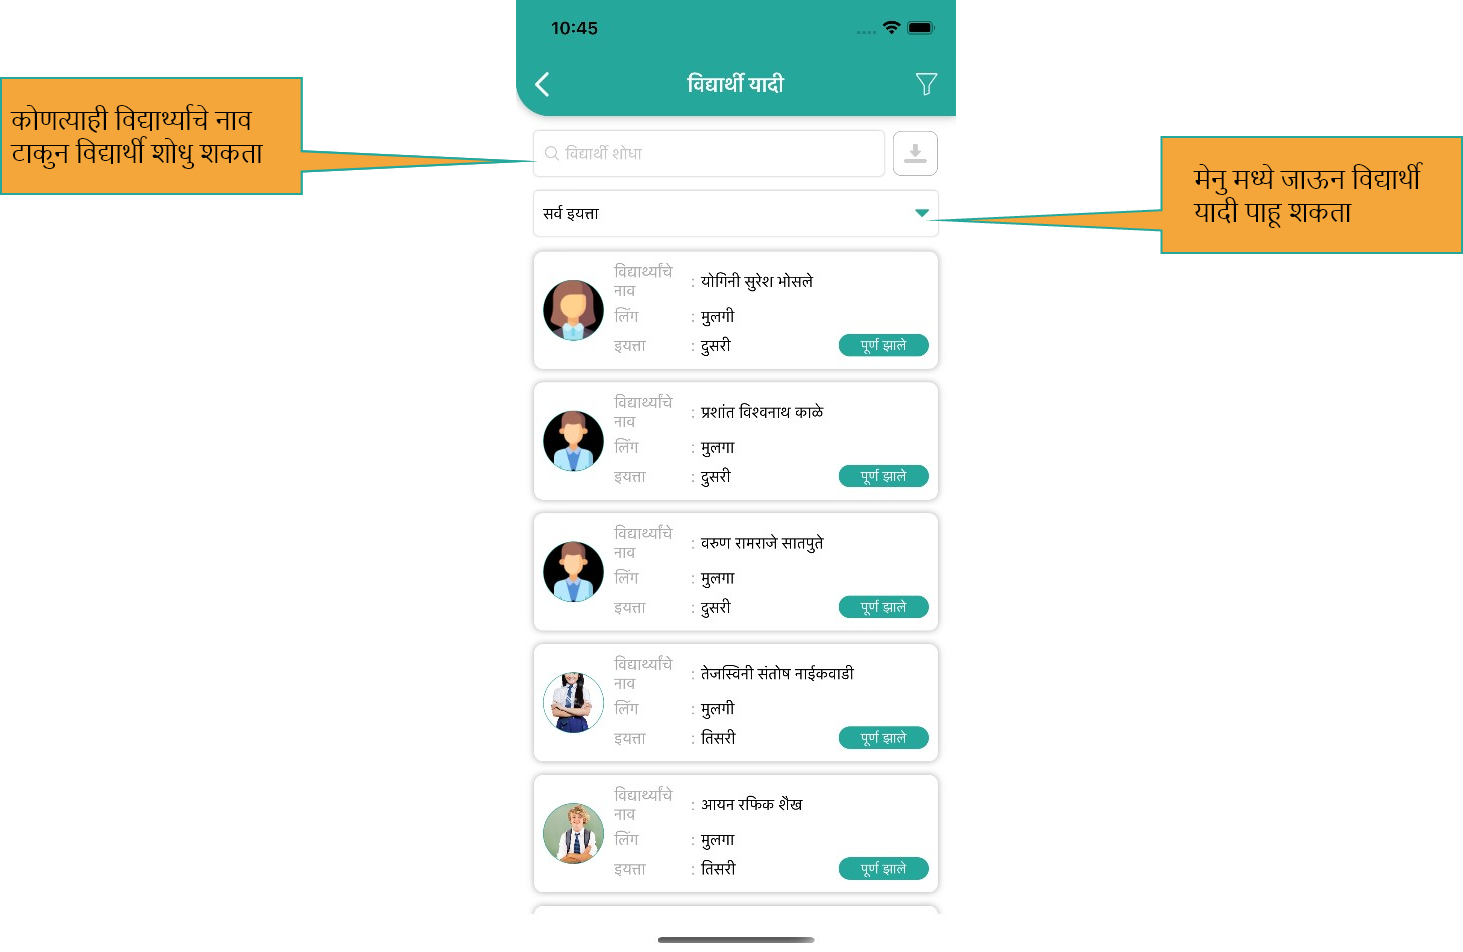 10:45
विद्यार्थी यादी
कोणत्याही विद्यार्थ्याचे नाव
टाकुन विद्यार्थी शोधु शकता
विद्यार्थी शोधा
मेनु मध्ये जाऊन विद्यार्थी
यादी पाहू शकता
सर्व इयत्ता
विद्यार्थ्यांचे
नाव : योगिनी सुरेश भोसले
लिंग : मुलगी
इयत्ता : दुसरी पूर्ण झाले
विद्यार्थ्यांचे
नाव : प्रशांत विश्वनाथ काळे
लिंग : मुलगा
इयत्ता : दुसरी पूर्ण झाले
विद्यार्थ्यांचे
नाव : वरुण रामराजे सातपुते
लिंग : मुलगा
इयत्ता : दुसरी पूर्ण झाले
विद्यार्थ्यांचे
नाव : तेजस्विनी संतोष नाईकवाडी
लिंग : मुलगी
इयत्ता : तिसरी पूर्ण झाले
विद्यार्थ्यांचे
नाव : आयन रफिक शैख
लिंग : मुलगा
इयत्ता : तिसरी पूर्ण झाले